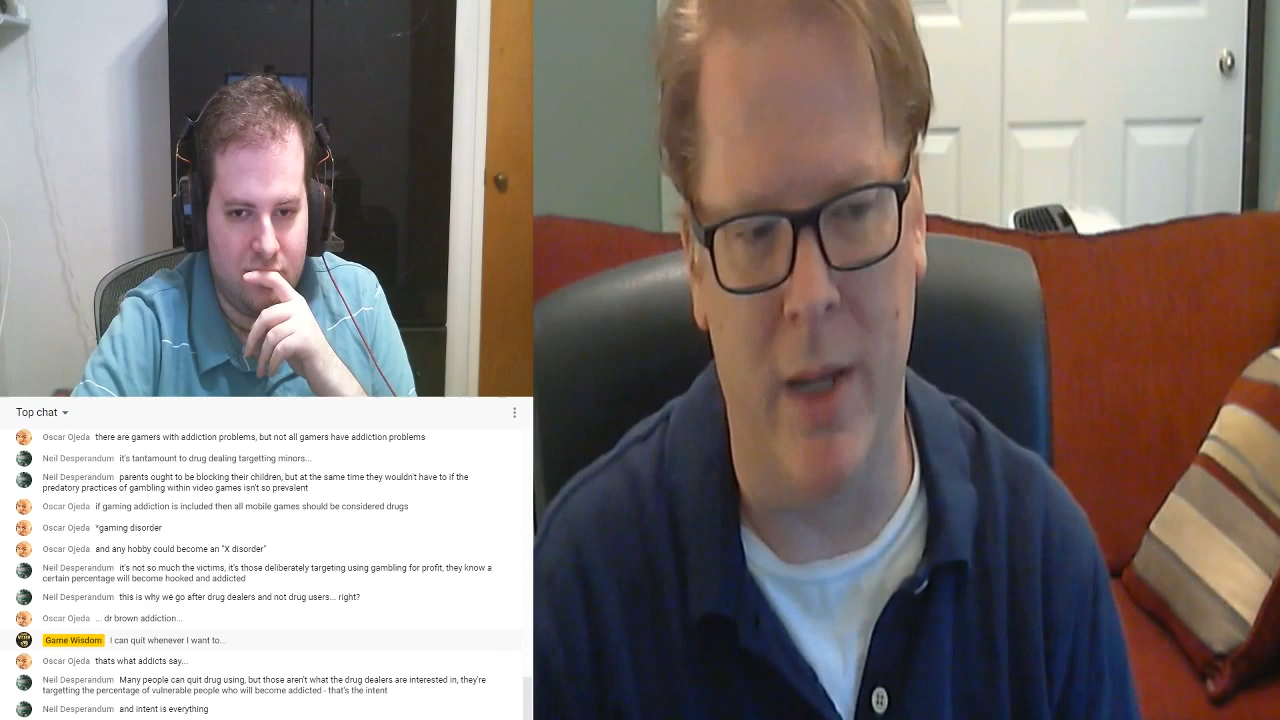 Top chat
Oscar Ojeda there are gamers with addiction problems, but not all gamers have addiction problems
Neil Desperandum it's tantamount to drug dealing targetting minors...
Neil Desperandum parents ought to be blocking their children, but at the same time they wouldn't have to if the
predatory practices of gambling within video games isn't so prevalent
Oscar Ojeda if gaming addiction is included then all mobile games should be considered drugs
Oscar Ojeda *gaming disorder
Oscar Ojeda and any hobby could become an "X disorder"
Neil Desperandum it's not so much the victims, it's those deliberately targeting using gambling for profit, they know a
certain percentage will become hooked and addicted
Neil Desperandum this is why we go after drug dealers and not drug users... right?
Oscar Ojeda ... dr brown addiction...
Game Wisdom I can quit whenever I want to...
Oscar Ojeda thats what addicts say...
Neil Desperandum Many people can quit drug using, but those aren't what the drug dealers are interested in, they're
targetting the percentage of vulnerable people who will become addicted - that's the intent
Neil Desperandum and intent is everything